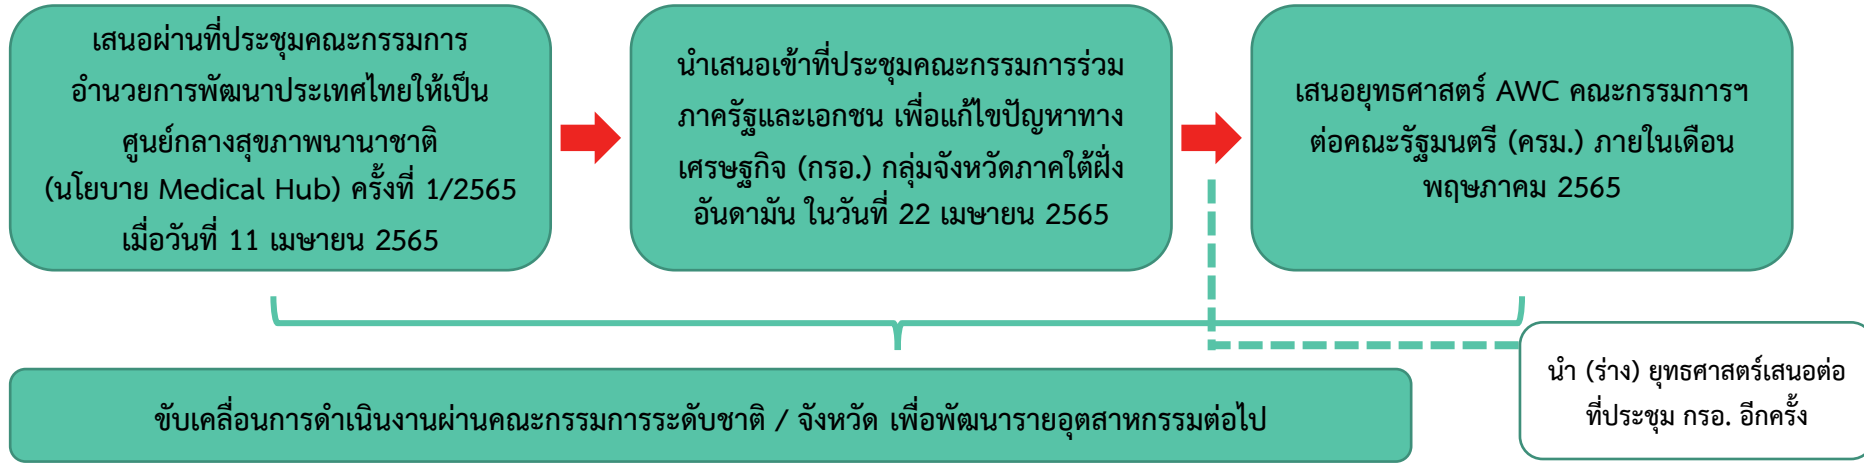 เสนอผ่านที่ประชุมคณะกรรมการ
อำนวยการพัฒนาประเทศไทยให้เป็น
ศูนย์กลางสุขภาพนานาชาติ
(นโยบาย Medical Hub) ครั้งที่ 1/2565
เมื่อวันที่ 11 เมษายน 2565
นำเสนอเข้าที่ประชุมคณะกรรมการร่วม
ภาครัฐและเอกชน เพื่อแก้ไขปัญหาทาง
เศรษฐกิจ (กรอ.) กลุ่มจังหวัดภาคใต้ฝั่ง
อันดามัน ในวันที่ 22 เมษายน 2565
เสนอยุทธศาสตร์ AWC คณะกรรมการฯ
ต่อคณะรัฐมนตรี (ครม.) ภายในเดือน
พฤษภาคม 2565
นำ (ร่าง) ยุทธศาสตร์เสนอต่อ
ที่ประชุม กรอ. อีกครั้ง
ขับเคลื่อนการดำเนินงานผ่านคณะกรรมการระดับชาติ / จังหวัด เพื่อพัฒนารายอุตสาหกรรมต่อไป